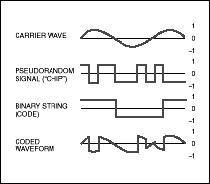 CARRIER WAVE
1
0
-1
PSEUDORANDOM
SIGNAL ("CHIP")
1
0
-1
BINARY STRING
(CODE)
1
0
-1
CODED
WAVEFORM
1
0
-1